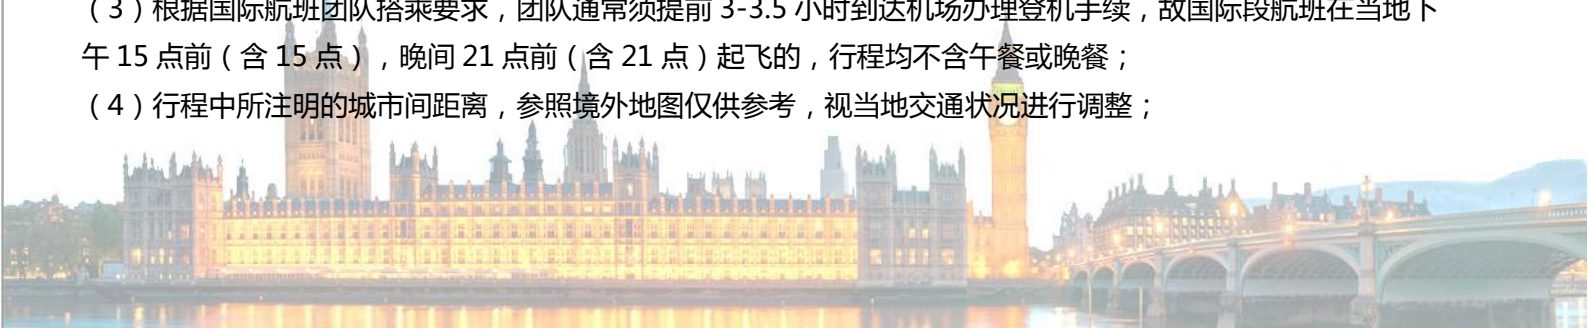 （3）根据国际航班团队搭乘要求，团队通常须提前 3-3.5 小时到达机场办理登机手续，故国际段航班在当地下
午 15 点前（含 15 点），晚间 21 点前（含 21 点）起飞的，行程均不含午餐或晚餐；
（4）行程中所注明的城市间距离，参照境外地图仅供参考，视当地交通状况进行调整；